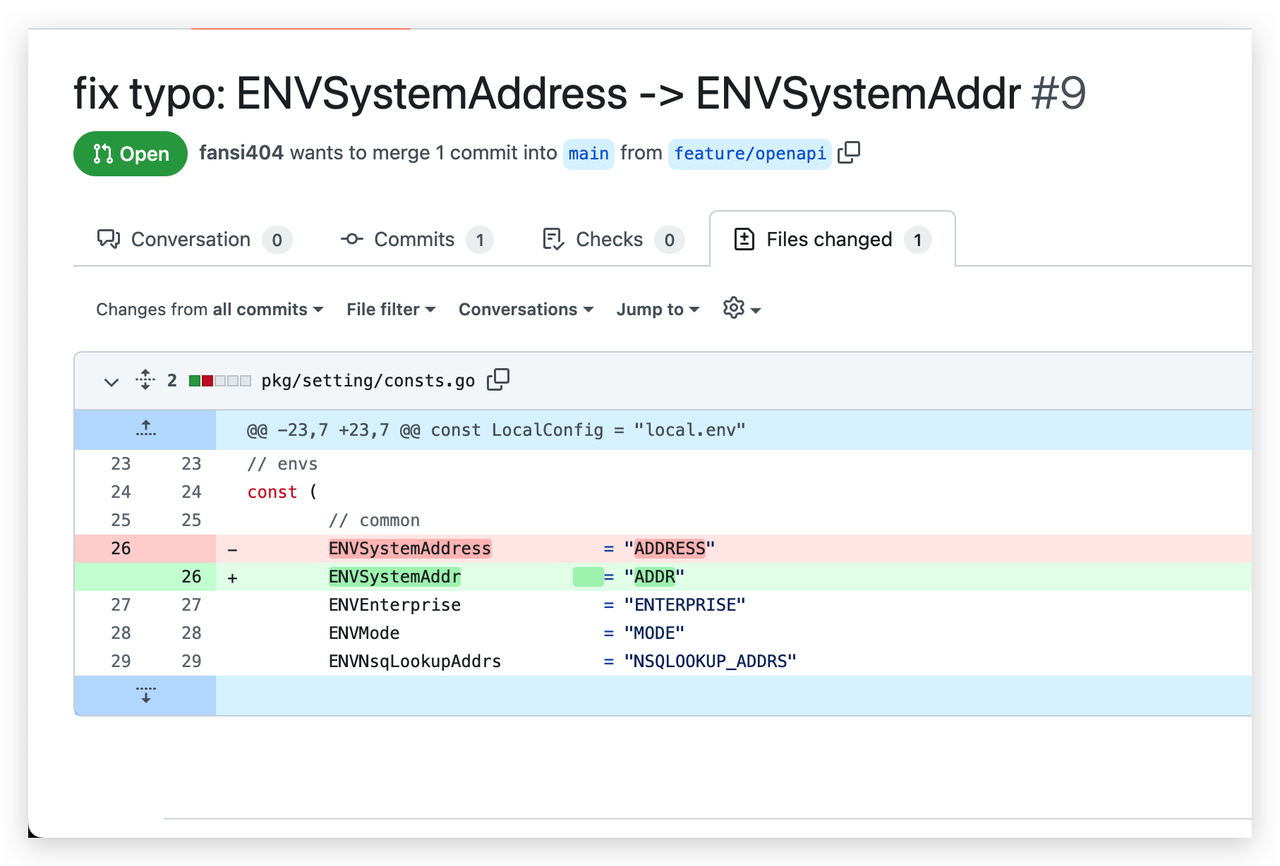 fix typo: ENVSystemAddress -> ENVSystemAddr #9
Open fansi404 wants to merge 1 commit into main from feature/openapi
Conversation 0 Commits 1 Checks 0 Files changed 1
Changes from all commits File filter Conversations Jump to
2 pkg/setting/consts.go
@@ -23,7 +23,7 @@ const LocalConfig = "local.env"
23 23 // envs
24 24 const (
25 25 // common
26 - ENVSystemAddress = "ADDRESS"
26 + ENVSystemAddr = "ADDR"
27 27 ENVEnterprise = "ENTERPRISE"
28 28 ENVMode = "MODE"
29 29 ENVNsqLookupAddrs = "NSQLOOKUP_ADDRS"